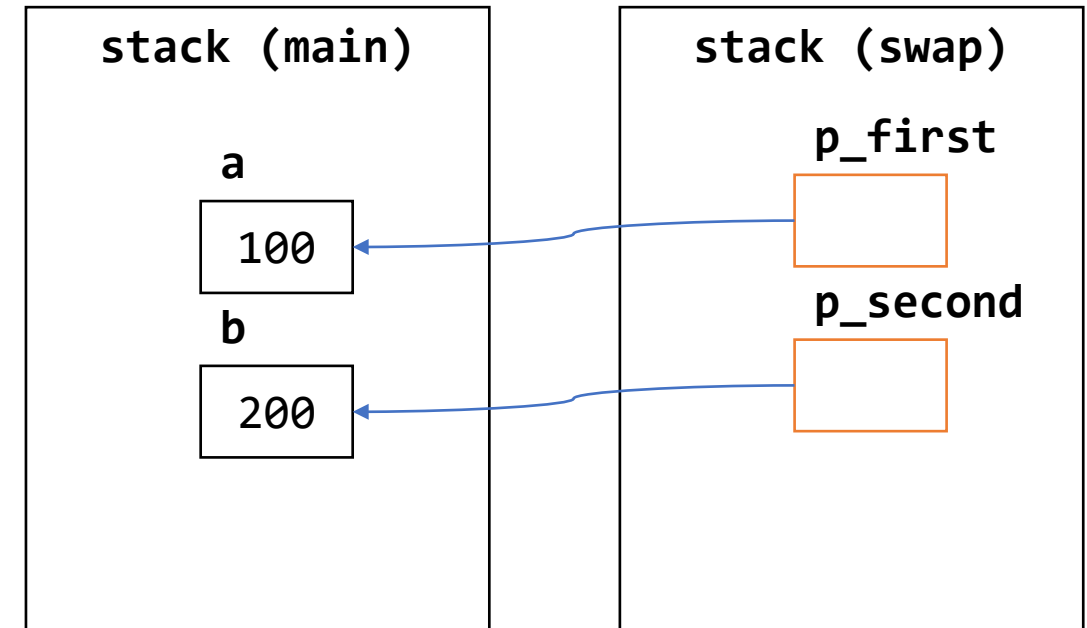 stack (main)
a
100
b
200
stack (swap)
p_first
p_second